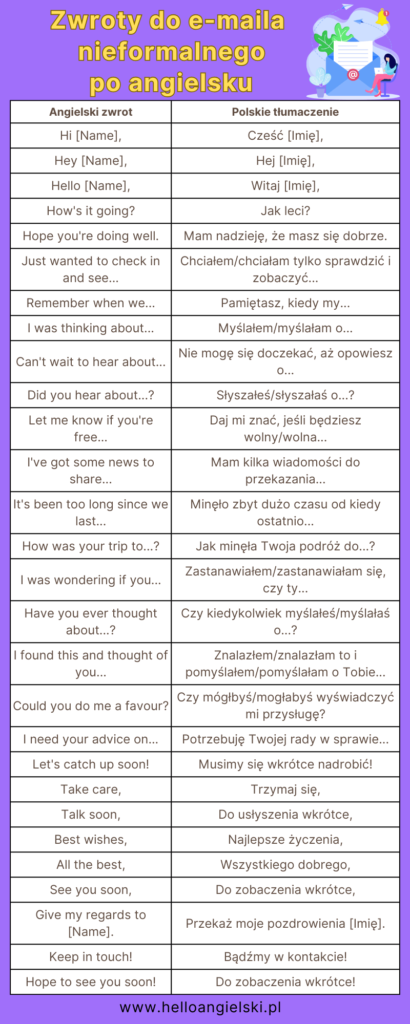 Zwroty do e-maila
nieformalnego
po angielsku
Angielski zwrot Polskie tłumaczenie
Hi [Name], Cześć [Imię],
Hey [Name], Hej [Imię],
Hello [Name], Witaj [Imię],
How's it going? Jak leci?
Hope you're doing well. Mam nadzieję, że masz się dobrze.
Just wanted to check in
and see...
Chciałem/chciałam tylko sprawdzić i
zobaczyć...
Remember when we... Pamiętasz, kiedy my...
I was thinking about... Myślałem/myślałam o...
Can't wait to hear about...
Nie mogę się doczekać, aż opowiesz
o...
Did you hear about...? Słyszałeś/słyszałaś o...?
Let me know if you're
free...
Daj mi znać, jeśli będziesz
wolny/wolna...
I've got some news to
share...
Mam kilka wiadomości do
przekazania...
It's been too long since we
last...
Minęło zbyt dużo czasu od kiedy
ostatnio...
How was your trip to...? Jak minęła Twoja podróż do...?
I was wondering if you...
Zastanawiałem/zastanawiałam się,
czy ty...
Have you ever thought
about...?
Czy kiedykolwiek myślałeś/myślałaś
o...?
I found this and thought of
you...
Znalazłem/znalazłam to i
pomyślałem/pomyślałam o Tobie...
Could you do me a favour?
Czy mógłbyś/mogłabyś wyświadczyć
mi przysługę?
I need your advice on... Potrzebuję Twojej rady w sprawie...
Let's catch up soon! Musimy się wkrótce nadrobić!
Take care, Trzymaj się,
Talk soon, Do usłyszenia wkrótce,
Best wishes, Najlepsze życzenia,
All the best, Wszystkiego dobrego,
See you soon, Do zobaczenia wkrótce,
Give my regards to
[Name].
Przekaż moje pozdrowienia [Imię].
Keep in touch! Bądźmy w kontakcie!
Hope to see you soon! Do zobaczenia wkrótce!
www.helloangielski.pl